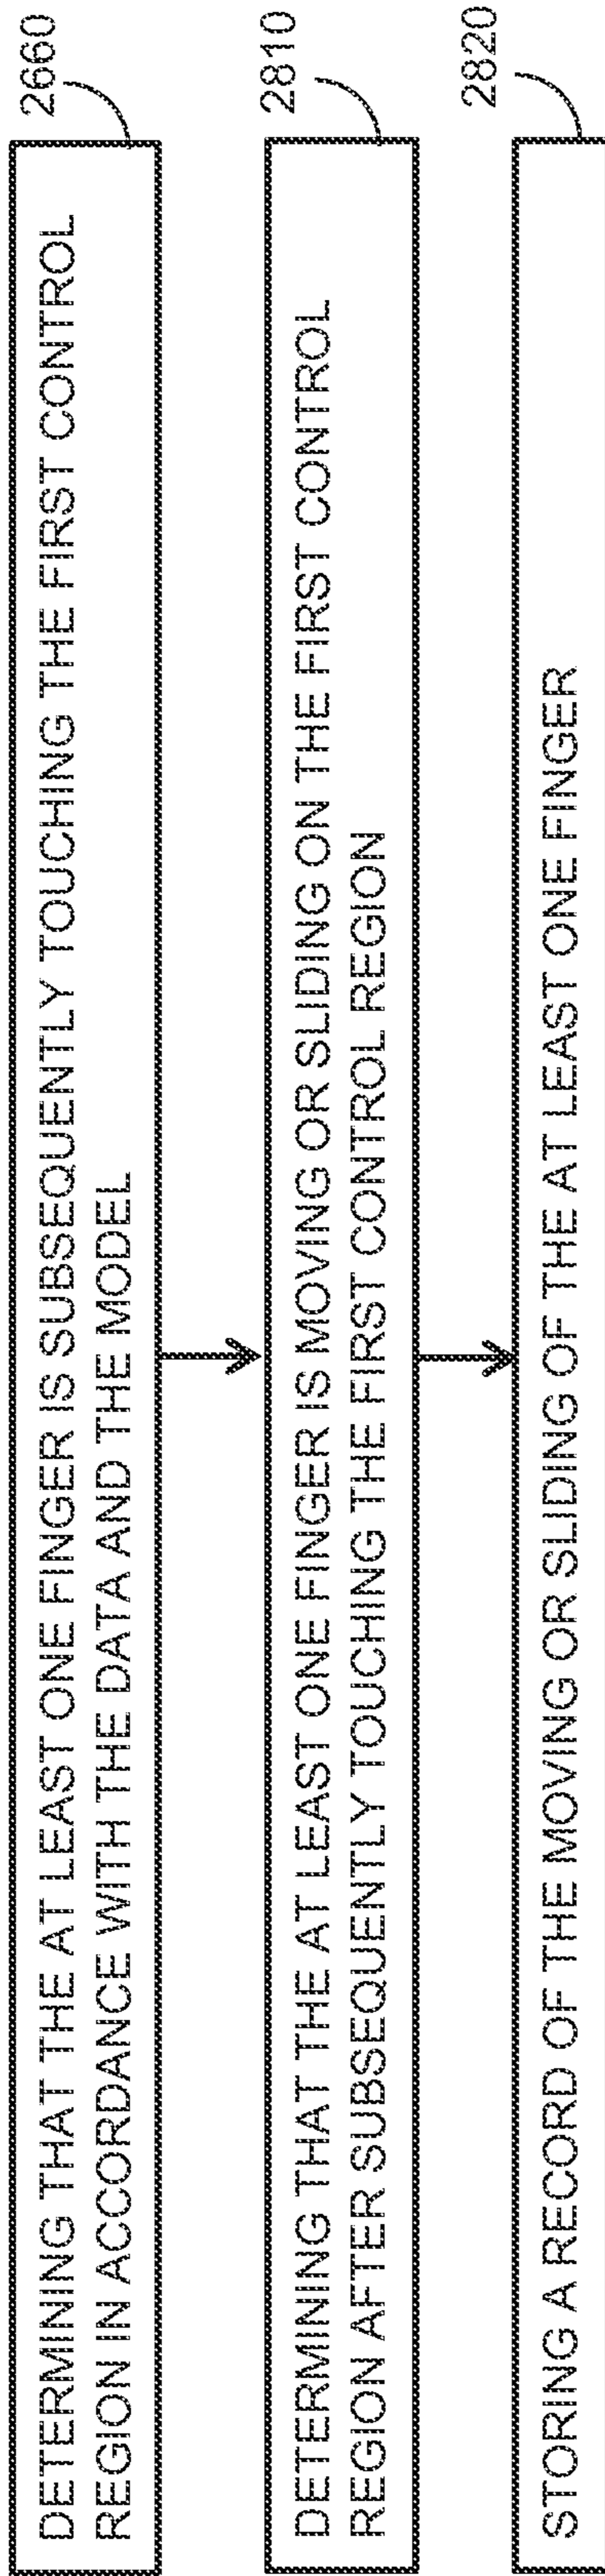 DETERMINING THAT THE AT LEAST ONE FINGER IS SUBSEQUENTLY TOUCHING THE FIRST CONTROL
REGION IN ACCORDANCE WITH THE DATA AND THE MODEL
2660
DETERMINING THAT THE AT LEAST ONE FINGER IS MOVING OR SLIDING ON THE FIRST CONTROL
REGION AFTER SUBSEQUENTLY TOUCHING THE FIRST CONTROL REGION
2810
STORING A RECORD OF THE MOVING OR SLIDING OF THE AT LEAST ONE FINGER
2820